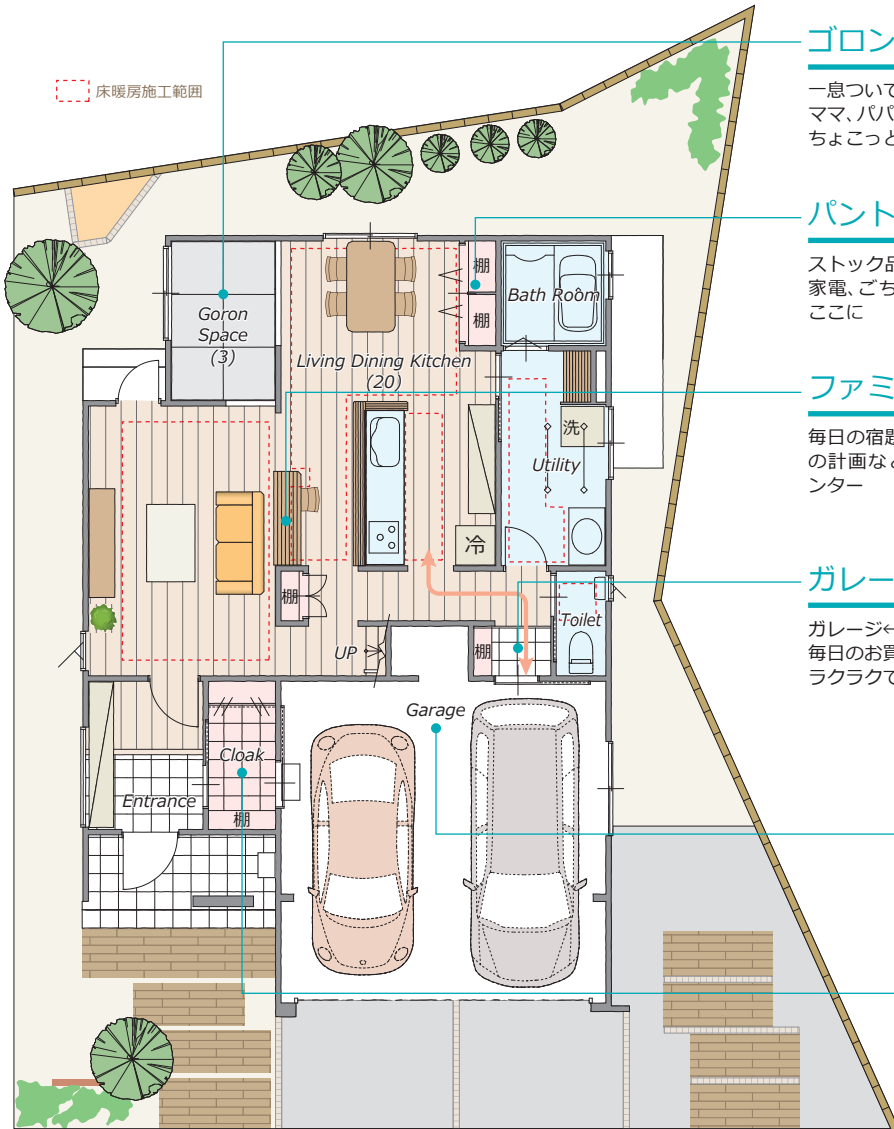 床暖房施工範囲
ゴロン
一息ついて
ママ、パパ
ちょこっと
パント
ストック品
家電、ごち
ここに
ファミ
毎日の宿題
の計画など
ンター
ガレー
ガレージ←
毎日のお買
ラクラクで
Goron
Space
(3)
Living Dining Kitchen
(20)
棚
棚
Bath Room
洗
Utility
冷
棚
UP
棚
Toilet
Garage
Cloak
棚
Entrance